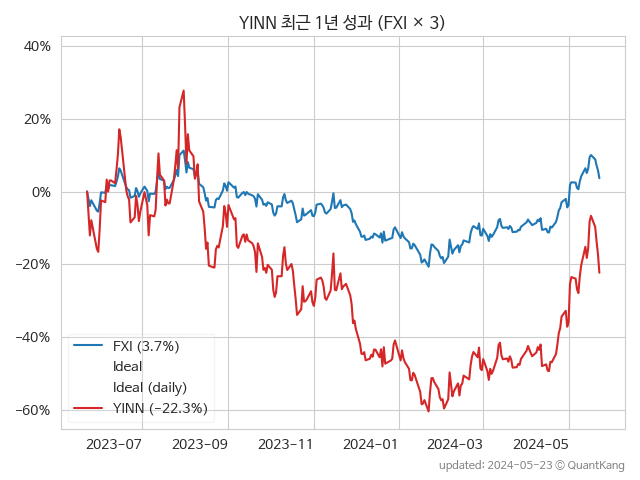 YINN 최근 1년 성과 (FXI × 3)
40%
20%
0%
−20%
−40%
−60%
FXI (3.7%)
Ideal
Ideal (daily)
YINN (−22.3%)
2023-07
2023-09
2023-11
2024-01
2024-03
2024-05
updated: 2024-05-23 ⓒ QuantKang